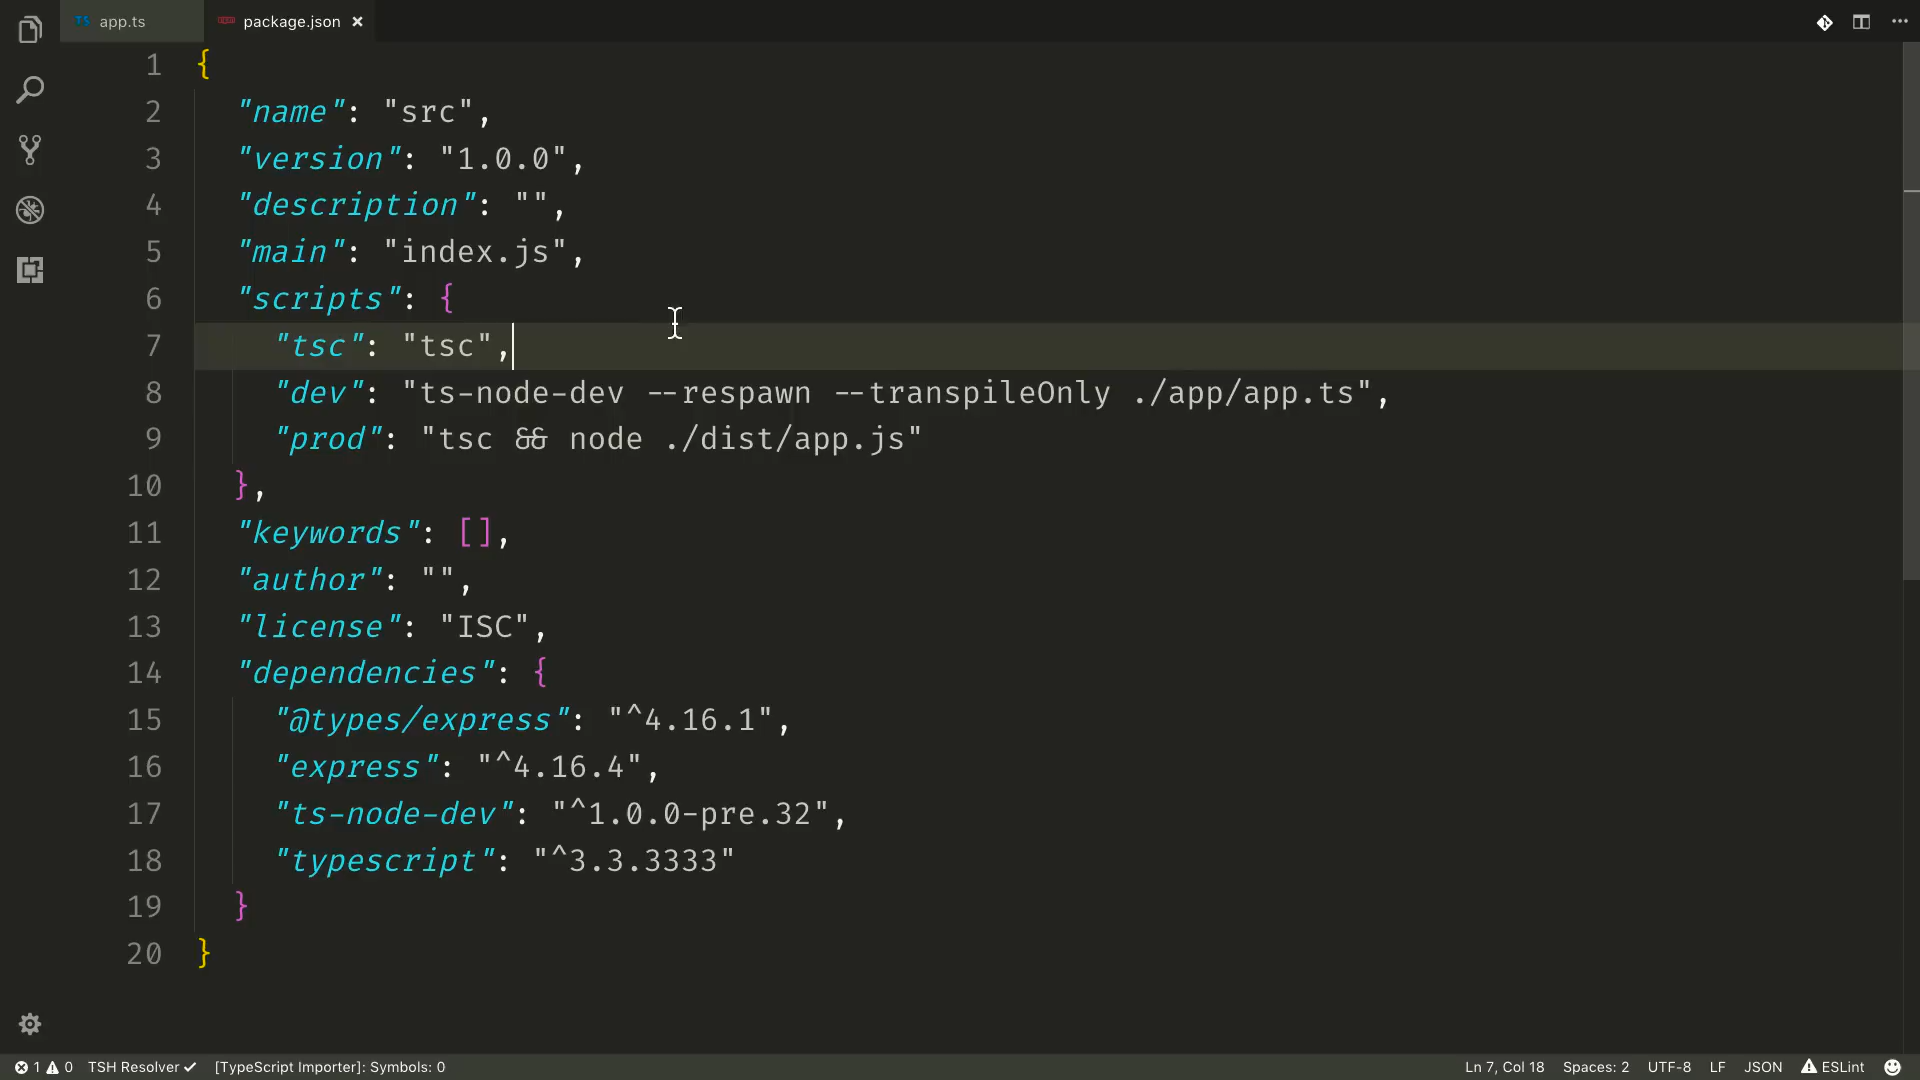 TS app.ts
package.json ×
1 {
2 "name": "src",
3 "version": "1.0.0",
4 "description": "",
5 "main": "index.js",
6 "scripts": {
7 "tsc": "tsc",
8 "dev": "ts-node-dev --respawn --transpileOnly ./app/app.ts",
9 "prod": "tsc && node ./dist/app.js"
10 },
11 "keywords": [],
12 "author": "",
13 "license": "ISC",
14 "dependencies": {
15 "@types/express": "^4.16.1",
16 "express": "^4.16.4",
17 "ts-node-dev": "^1.0.0-pre.32",
18 "typescript": "^3.3.3333"
19 }
20 }
1 0 TSH Resolver ✓ [TypeScript Importer]: Symbols: 0 Ln 7, Col 18 Spaces: 2 UTF-8 LF JSON ESLint